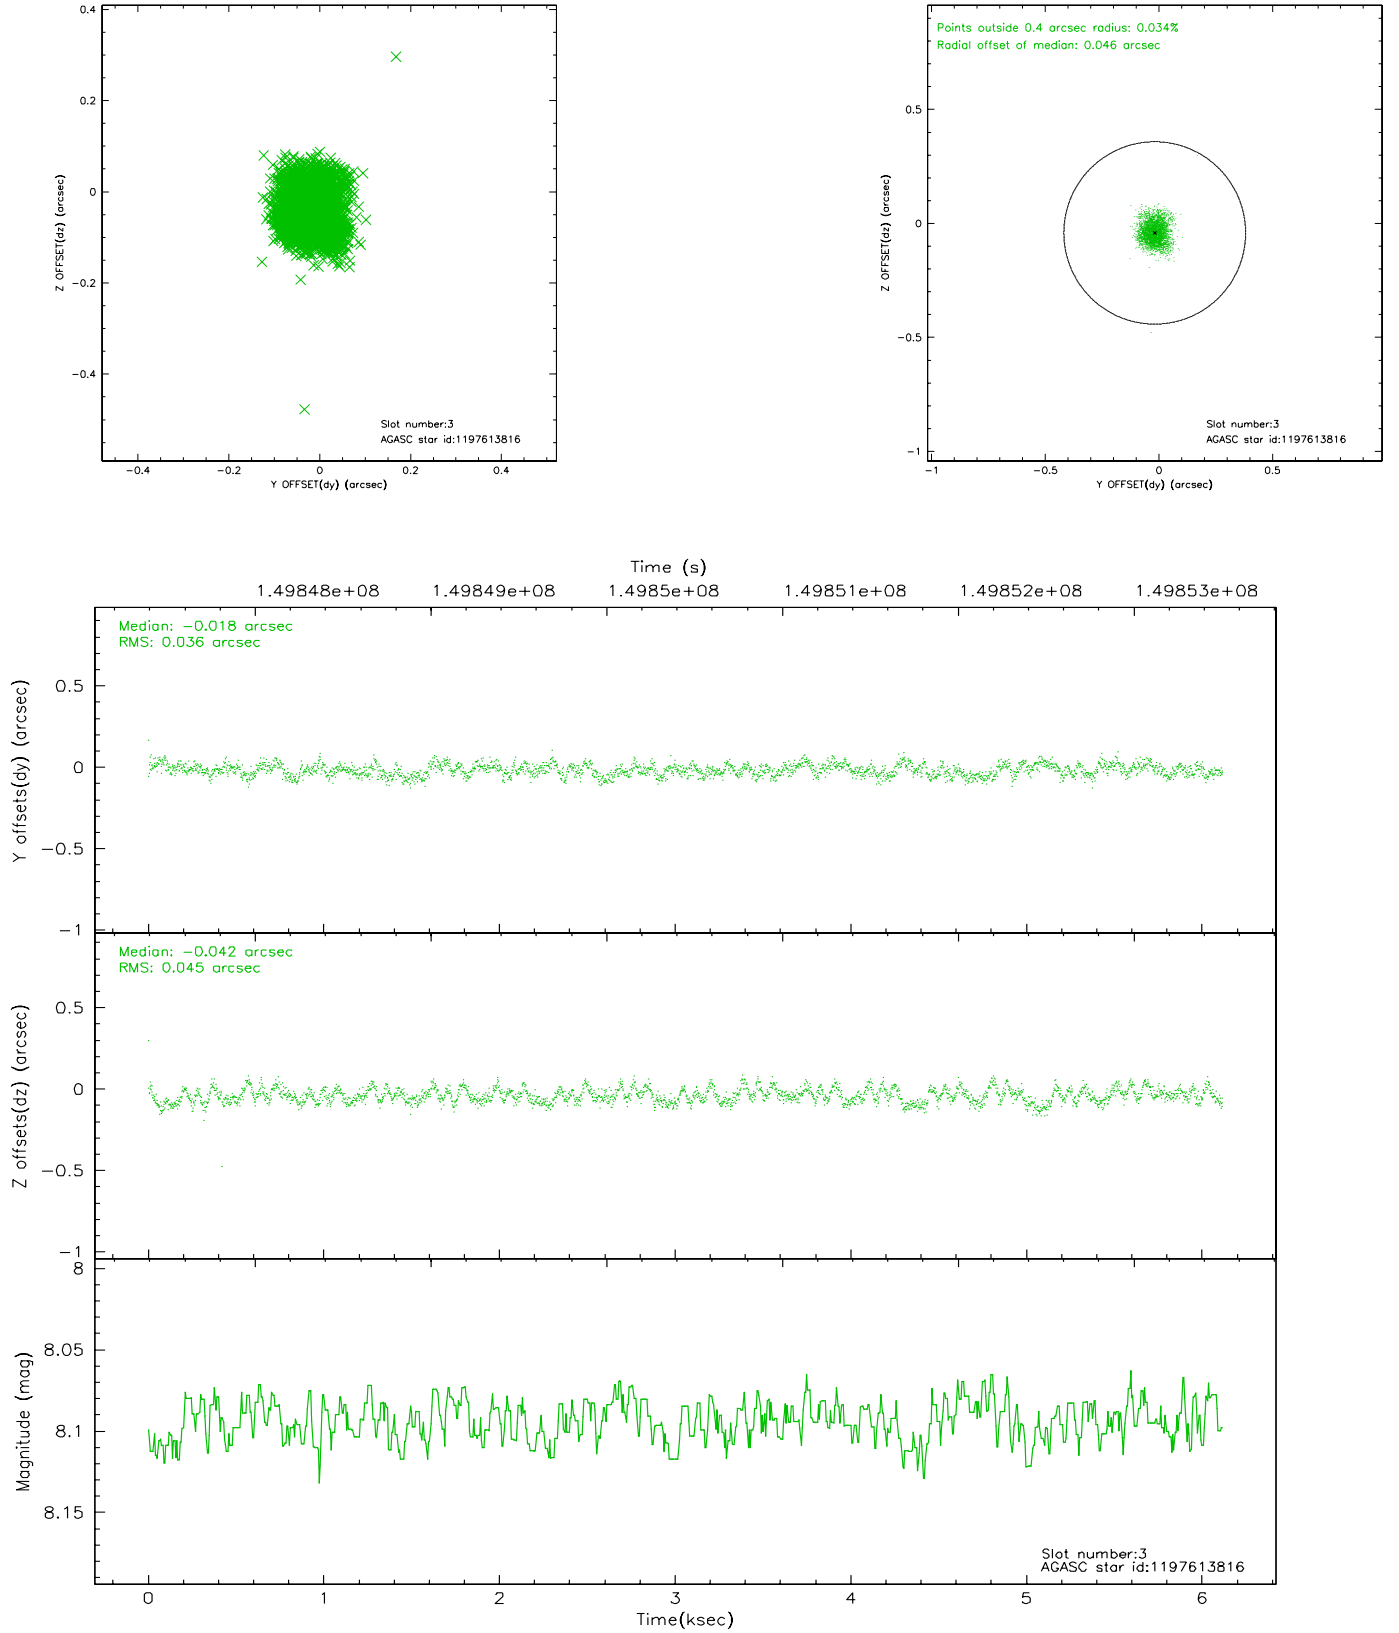 0.4
0.2
0
−0.2
−0.4
Z OFFSET(dz) (arcsec)
Slot number:3
AGASC star id:1197613816
−0.4 −0.2 0 0.2 0.4
Y OFFSET(dy) (arcsec)
Points outside 0.4 arcsec radius: 0.034%
Radial offset of median: 0.046 arcsec
0.5
0
−0.5
−1
Z OFFSET(dz) (arcsec)
Slot number:3
AGASC star id:1197613816
−1 −0.5 0 0.5
Y OFFSET(dy) (arcsec)
Time (s)
1.49848e+08 1.49849e+08 1.4985e+08 1.49851e+08 1.49852e+08 1.49853e+08
Median: −0.018 arcsec
RMS: 0.036 arcsec
0.5
0
−0.5
−1
Y offsets(dy) (arcsec)
Median: −0.042 arcsec
RMS: 0.045 arcsec
0.5
0
−0.5
−1
Z offsets(dz) (arcsec)
8
8.05
8.1
8.15
Magnitude (mag)
Slot number:3
AGASC star id:1197613816
0 1 2 3 4 5 6
Time(ksec)